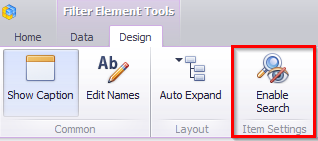 Filter Element Tools
Home Data Design
Ab
Show Caption Edit Names Auto Expand Enable
Search
Common Layout Item Settings